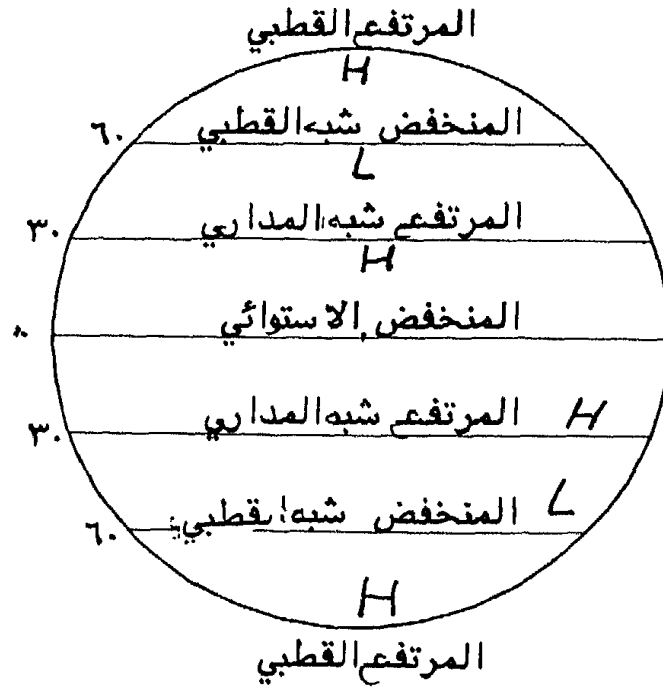 المرتفع القطبي
H
٦٠ المنخفض شبه القطبي
L
٣٠ المرتفع شبه المداري
H
٠ المنخفض الاستوائي
٣٠ المرتفع شبه المداري H
٦٠ المنخفض شبه القطبي L
H
المرتفع القطبي